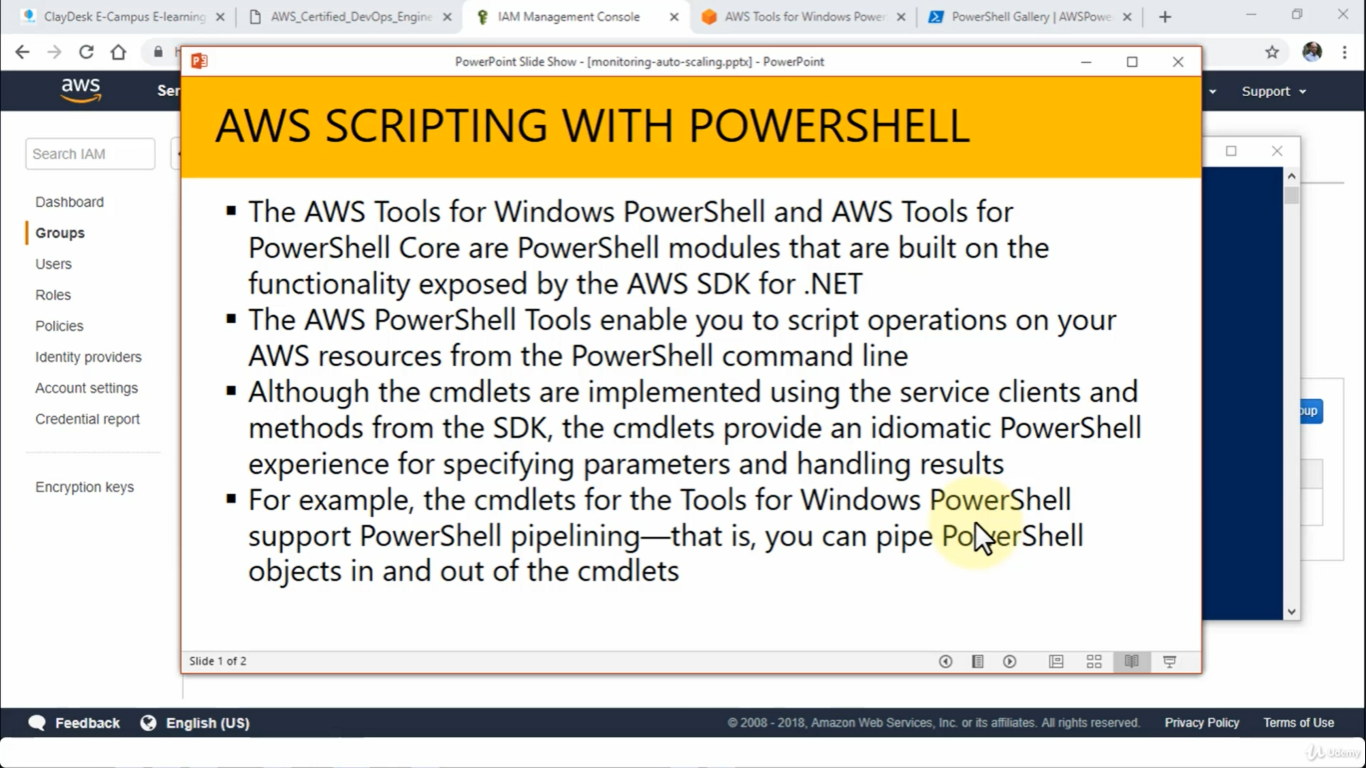 ClayDesk E-Campus E-learning
AWS_Certified_DevOps_Engine
IAM Management Console
AWS Tools for Windows Power
PowerShell Gallery | AWSPowe
PowerPoint Slide Show - [monitoring-auto-scaling.pptx] - PowerPoint
aws
Ser
Support
AWS SCRIPTING WITH POWERSHELL
Search IAM
Dashboard
Groups
Users
Roles
Policies
Identity providers
Account settings
Credential report
Encryption keys
▪ The AWS Tools for Windows PowerShell and AWS Tools for
PowerShell Core are PowerShell modules that are built on the
functionality exposed by the AWS SDK for .NET
▪ The AWS PowerShell Tools enable you to script operations on your
AWS resources from the PowerShell command line
▪ Although the cmdlets are implemented using the service clients and
methods from the SDK, the cmdlets provide an idiomatic PowerShell
experience for specifying parameters and handling results
▪ For example, the cmdlets for the Tools for Windows PowerShell
support PowerShell pipelining—that is, you can pipe PowerShell
objects in and out of the cmdlets
oup
Slide 1 of 2
Feedback
English (US)
© 2008 - 2018, Amazon Web Services, Inc. or its affiliates. All rights reserved.
Privacy Policy
Terms of Use
Udemy